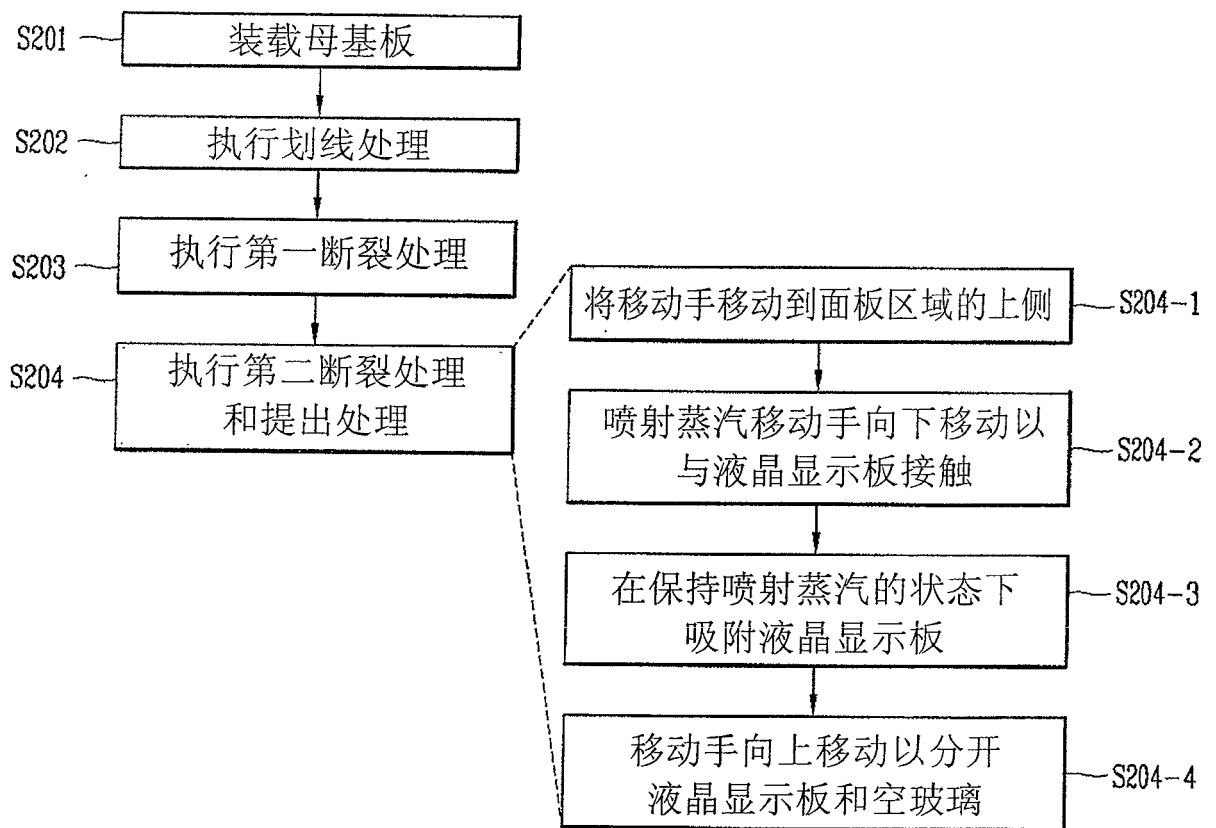 S201
装载母基板
S202
执行划线处理
S203
执行第一断裂处理
S204
执行第二断裂处理
和提出处理
将移动手移动到面板区域的上侧
S204-1
喷射蒸汽移动手向下移动以
与液晶显示板接触
S204-2
在保持喷射蒸汽的状态下
吸附液晶显示板
S204-3
移动手向上移动以分开
液晶显示板和空玻璃
S204-4